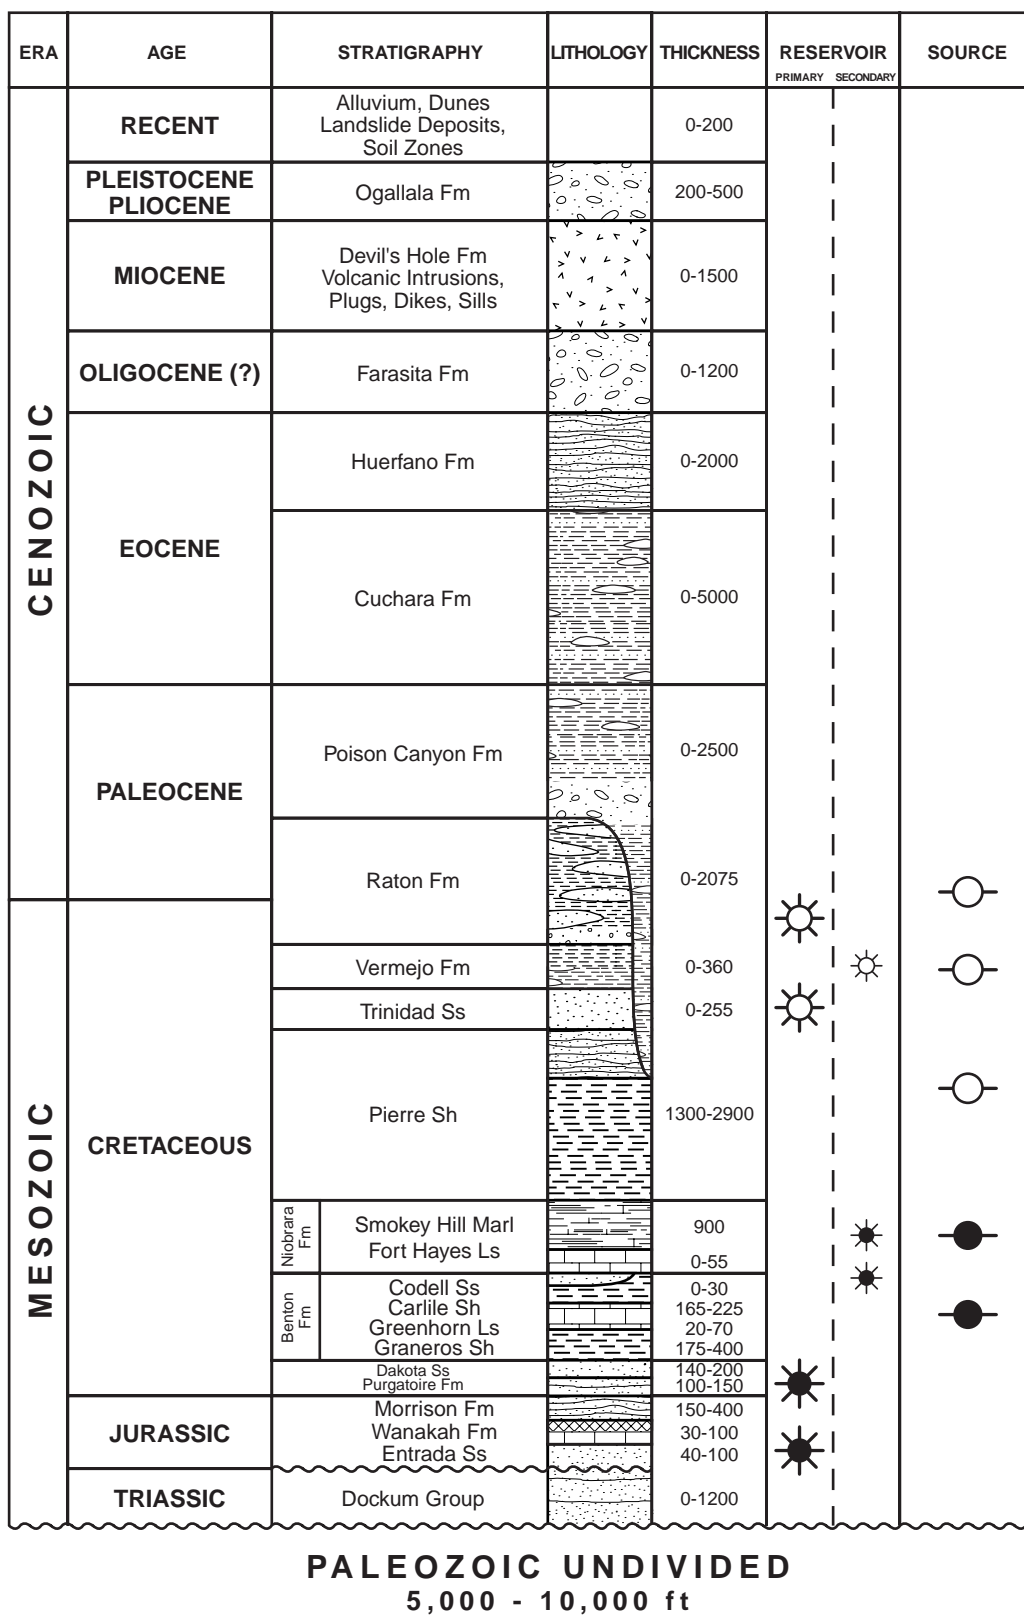 ERA
AGE
STRATIGRAPHY
LITHOLOGY
THICKNESS
RESERVOIR
PRIMARY SECONDARY
SOURCE
CENOZOIC
RECENT
Alluvium, Dunes
Landslide Deposits,
Soil Zones
0-200
PLEISTOCENE
PLIOCENE
Ogallala Fm
200-500
MIOCENE
Devil's Hole Fm
Volcanic Intrusions,
Plugs, Dikes, Sills
0-1500
OLIGOCENE (?)
Farasita Fm
0-1200
EOCENE
Huerfano Fm
0-2000
Cuchara Fm
0-5000
PALEOCENE
Poison Canyon Fm
0-2500
Raton Fm
0-2075
MESOZOIC
CRETACEOUS
Vermejo Fm
0-360
Trinidad Ss
0-255
Pierre Sh
1300-2900
Niobrara
Fm
Smokey Hill Marl
900
Fort Hayes Ls
0-55
Benton
Fm
Codell Ss
0-30
Carlile Sh
165-225
Greenhorn Ls
20-70
Graneros Sh
175-400
Dakota Ss
140-200
Purgatoire Fm
100-150
JURASSIC
Morrison Fm
150-400
Wanakah Fm
30-100
Entrada Ss
40-100
TRIASSIC
Dockum Group
0-1200
PALEOZOIC UNDIVIDED
5,000 - 10,000 ft